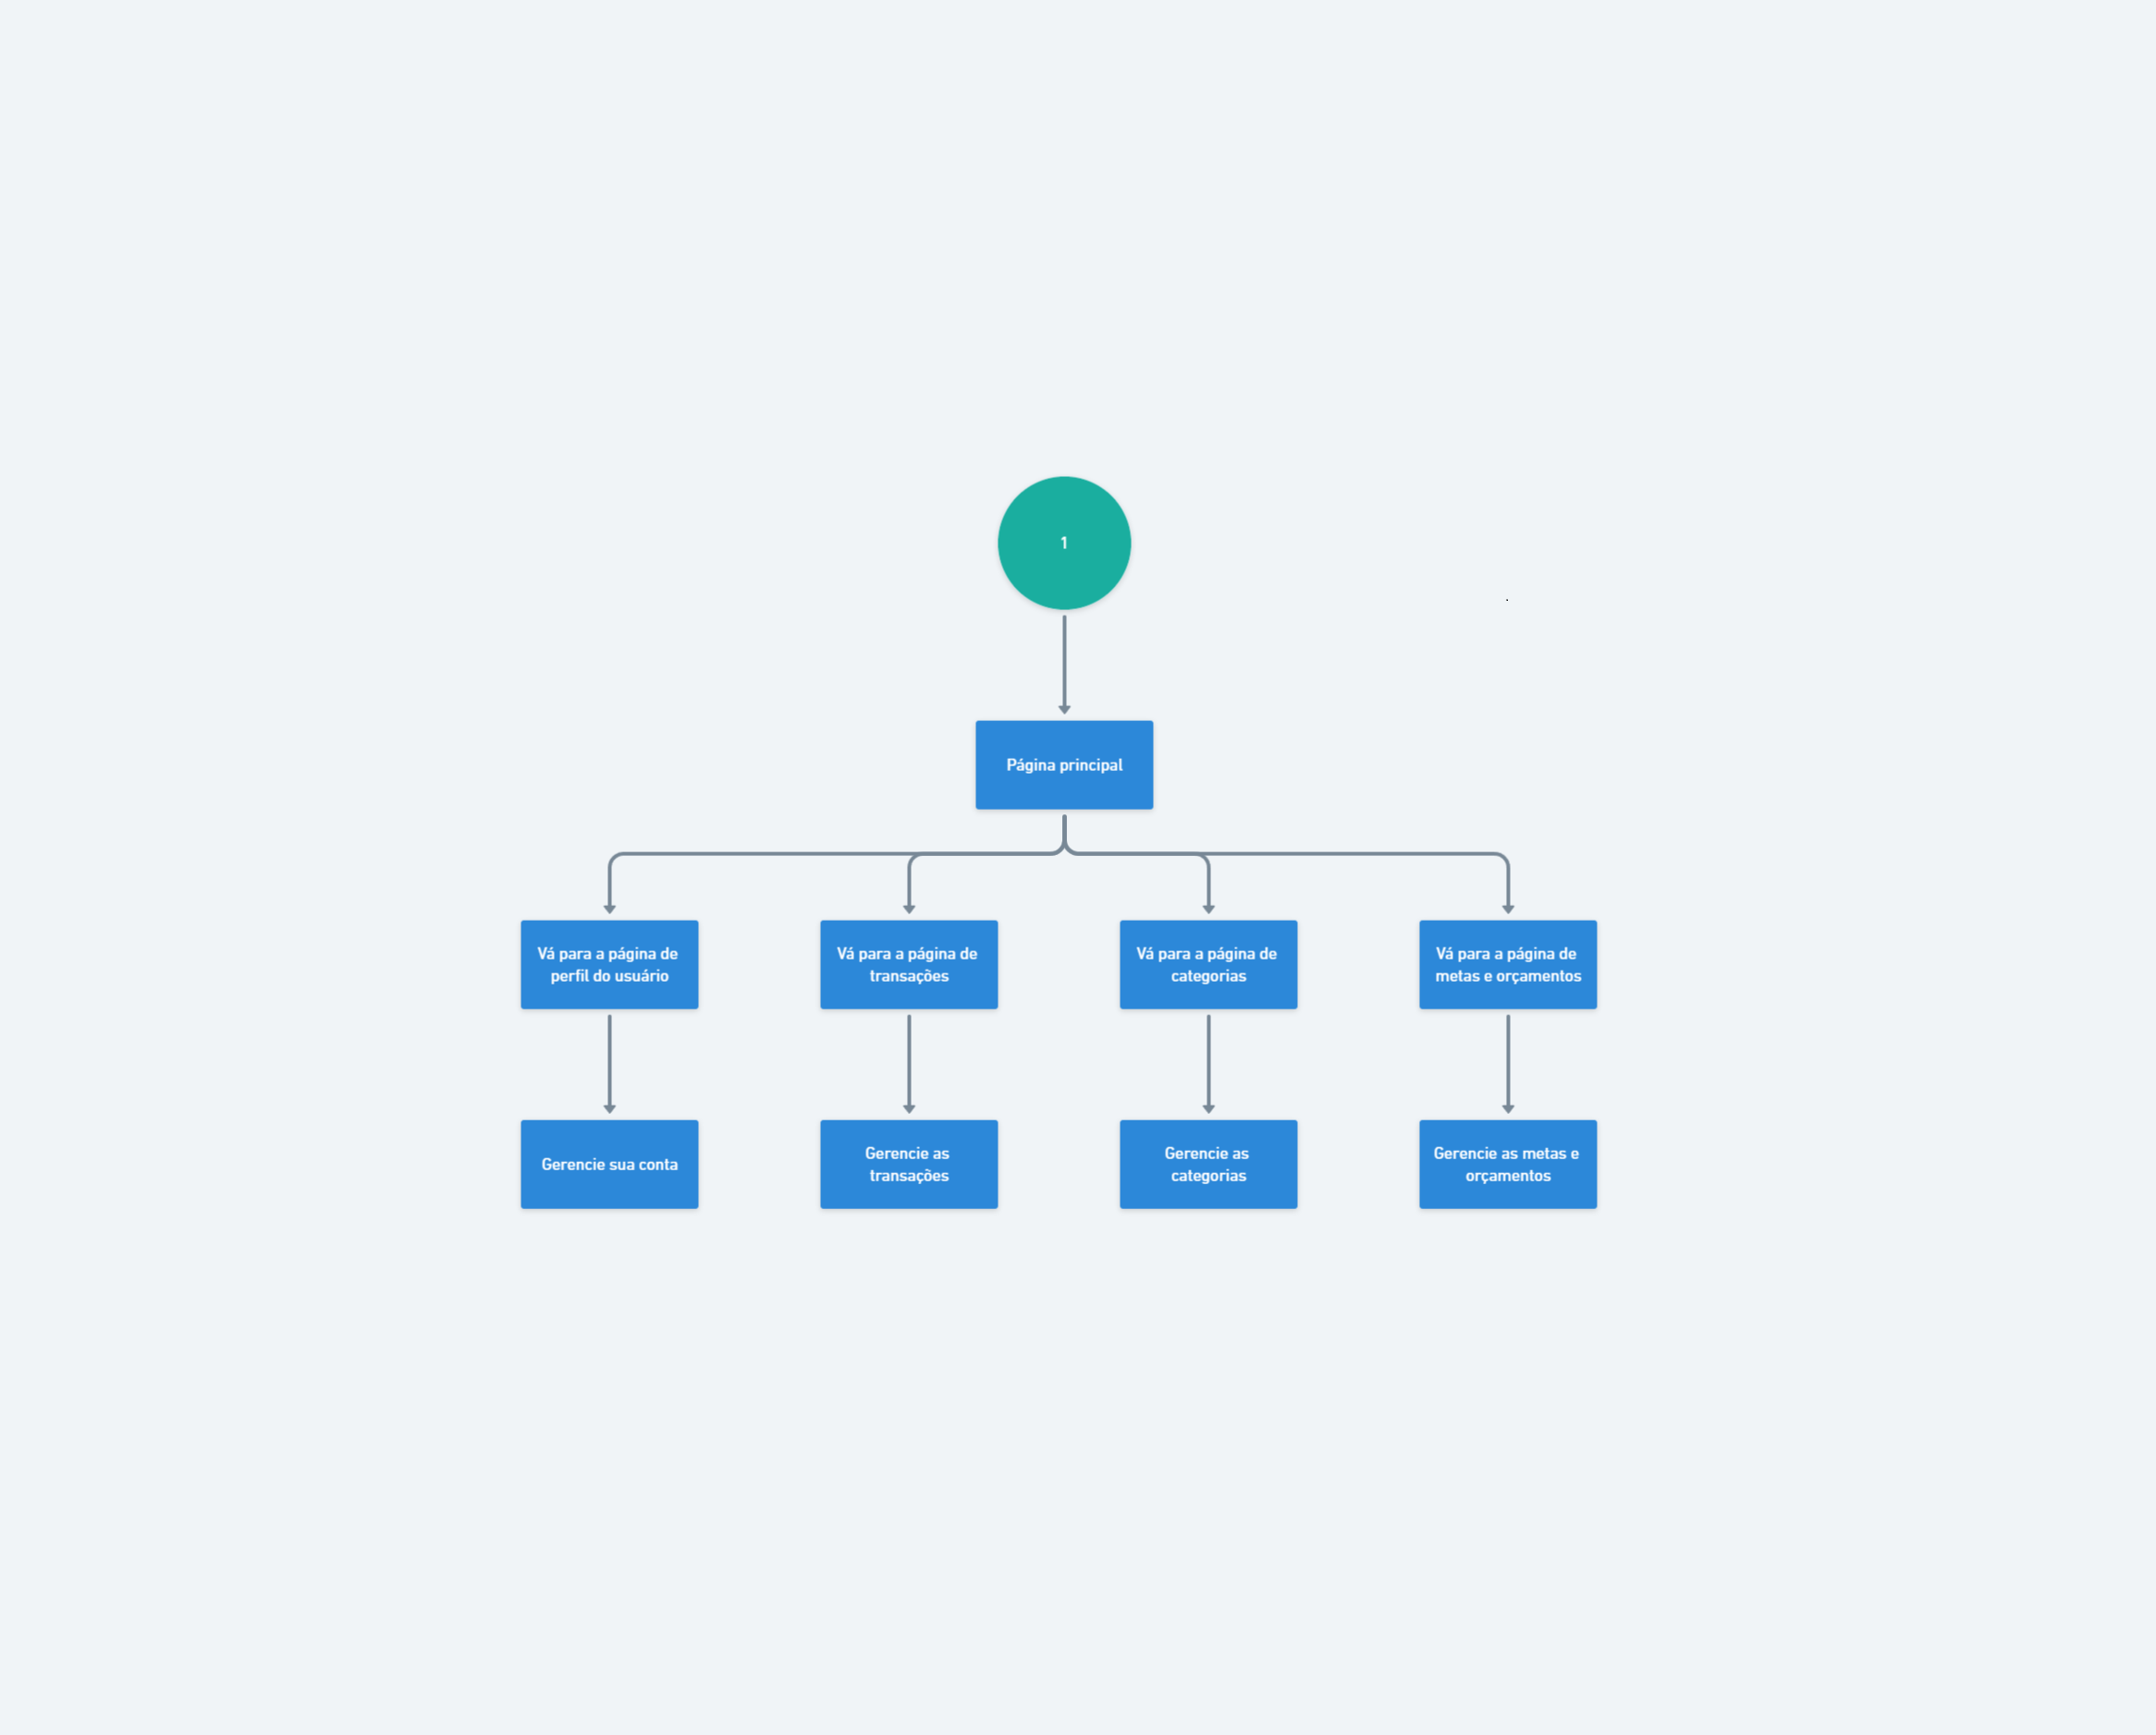 1
Página principal
Vá para a página de
perfil do usuário
Vá para a página de
transações
Vá para a página de
categorias
Vá para a página de
metas e orçamentos
Gerencie sua conta
Gerencie as
transações
Gerencie as
categorias
Gerencie as metas e
orçamentos